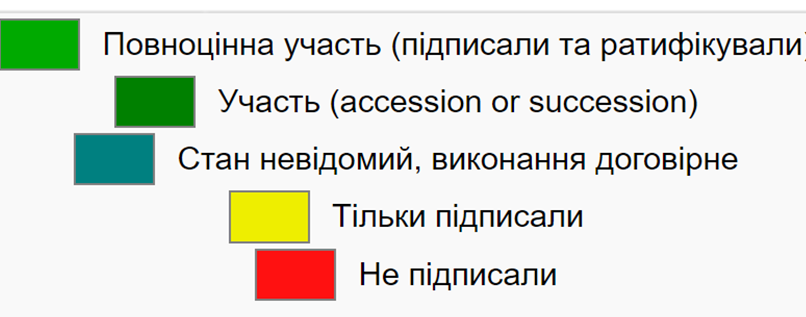 Повноцінна участь (підписали та ратифікували)
Участь (accession or succession)
Стан невідомий, виконання договірне
Тільки підписали
Не підписали